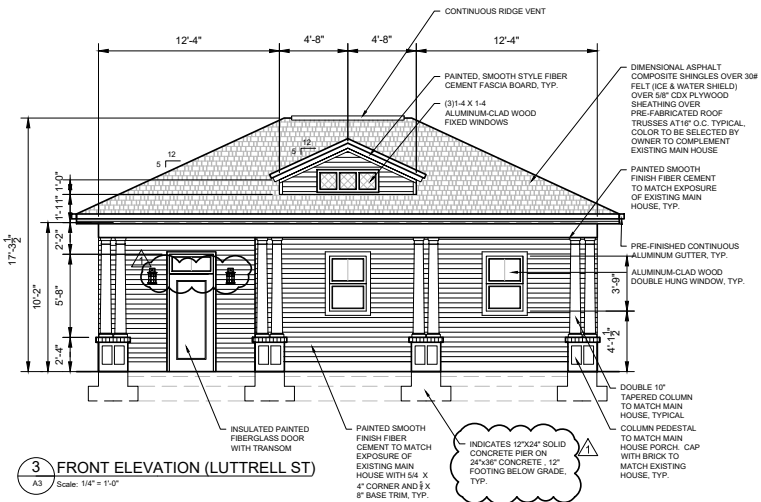 CONTINUOUS RIDGE VENT
12'-4"
4'-8"
4'-8"
12'-4"
PAINTED, SMOOTH STYLE FIBER
CEMENT FASCIA BOARD, TYP.
(3)1-4 X 1-4
ALUMINUM-CLAD WOOD
FIXED WINDOWS
DIMENSIONAL ASPHALT
COMPOSITE SHINGLES OVER 30#
FELT (ICE & WATER SHIELD)
OVER 5/8" CDX PLYWOOD
SHEATHING OVER
PRE-FABRICATED ROOF
TRUSSES AT16" O.C. TYPICAL,
COLOR TO BE SELECTED BY
OWNER TO COMPLEMENT
EXISTING MAIN HOUSE
12
5
12
5
PAINTED SMOOTH
FINISH FIBER CEMENT
TO MATCH EXPOSURE
OF EXISTING MAIN
HOUSE, TYP.
PRE-FINISHED CONTINUOUS
ALUMINUM GUTTER, TYP.
ALUMINUM-CLAD WOOD
DOUBLE HUNG WINDOW, TYP.
17'-3½"
10'-2"
1'-0"
1'-11"
2'-2"
5'-8"
2'-4"
3'-9"
4'-1½"
1
DOUBLE 10"
TAPERED COLUMN
TO MATCH MAIN
HOUSE, TYPICAL
COLUMN PEDESTAL
TO MATCH MAIN
HOUSE PORCH. CAP
WITH BRICK TO
MATCH EXISTING
HOUSE, TYP.
INSULATED PAINTED
FIBERGLASS DOOR
WITH TRANSOM
PAINTED SMOOTH
FINISH FIBER
CEMENT TO MATCH
EXPOSURE OF
EXISTING MAIN
HOUSE WITH 5/4 X
4" CORNER AND X
8" BASE TRIM, TYP.
INDICATES 12"X24" SOLID
CONCRETE PIER ON
24"x36" CONCRETE , 12"
FOOTING BELOW GRADE,
TYP.
1
3
A3
FRONT ELEVATION (LUTTRELL ST)
Scale: 1/4" = 1'-0"